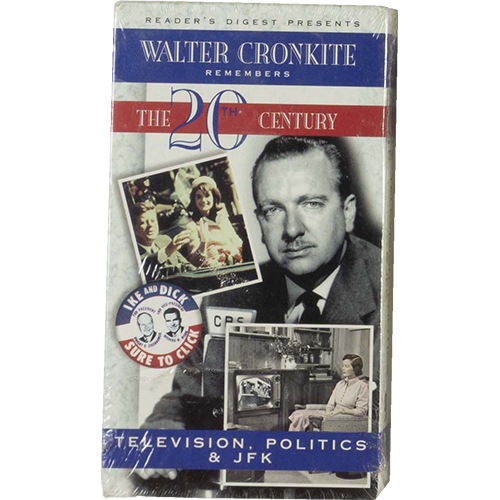 READER'S DIGEST PRESENTS
WALTER CRONKITE
REMEMBERS
THE 20TH CENTURY
IKE AND DICK
SURE TO CLICK
CBS
TELEVISION, POLITICS
& JFK